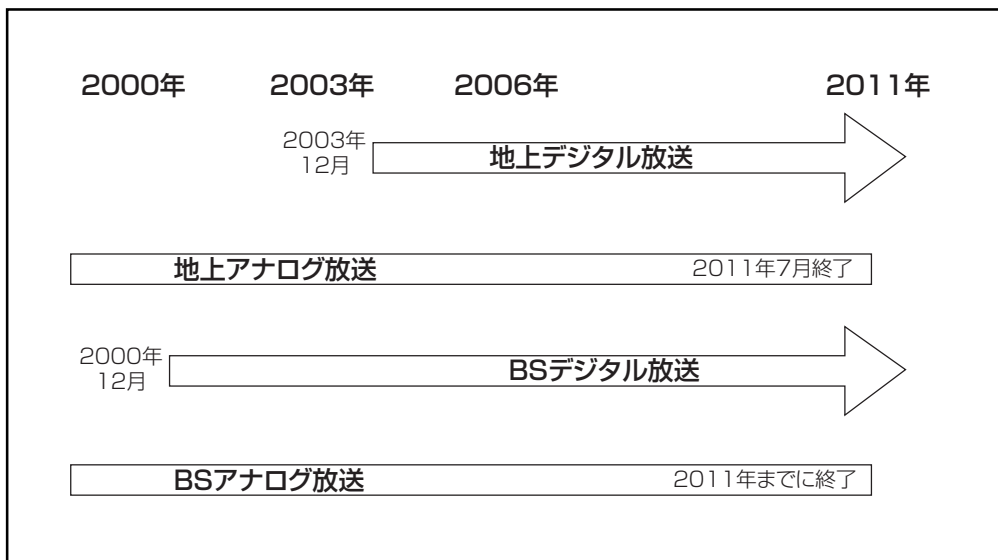 2000年 2003年 2006年 2011年
2003年
12月
地上デジタル放送
地上アナログ放送 2011年7月終了
2000年
12月
BSデジタル放送
BSアナログ放送 2011年までに終了